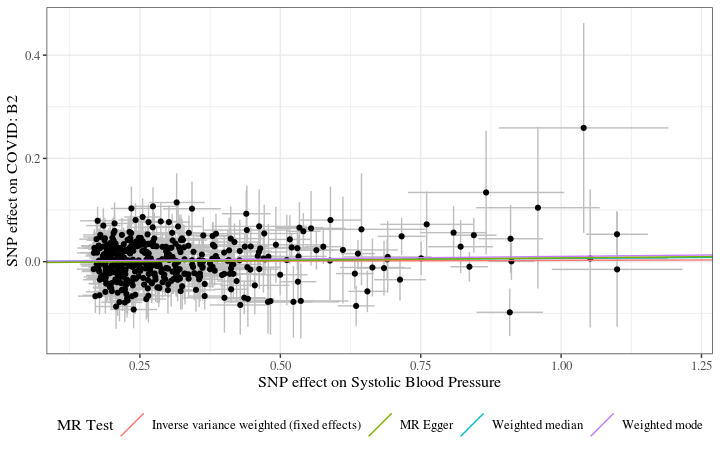 SNP effect on COVID: B2
0.4
0.2
0.0
0.25 0.50 0.75 1.00 1.25
SNP effect on Systolic Blood Pressure
MR Test Inverse variance weighted (fixed effects) MR Egger Weighted median Weighted mode